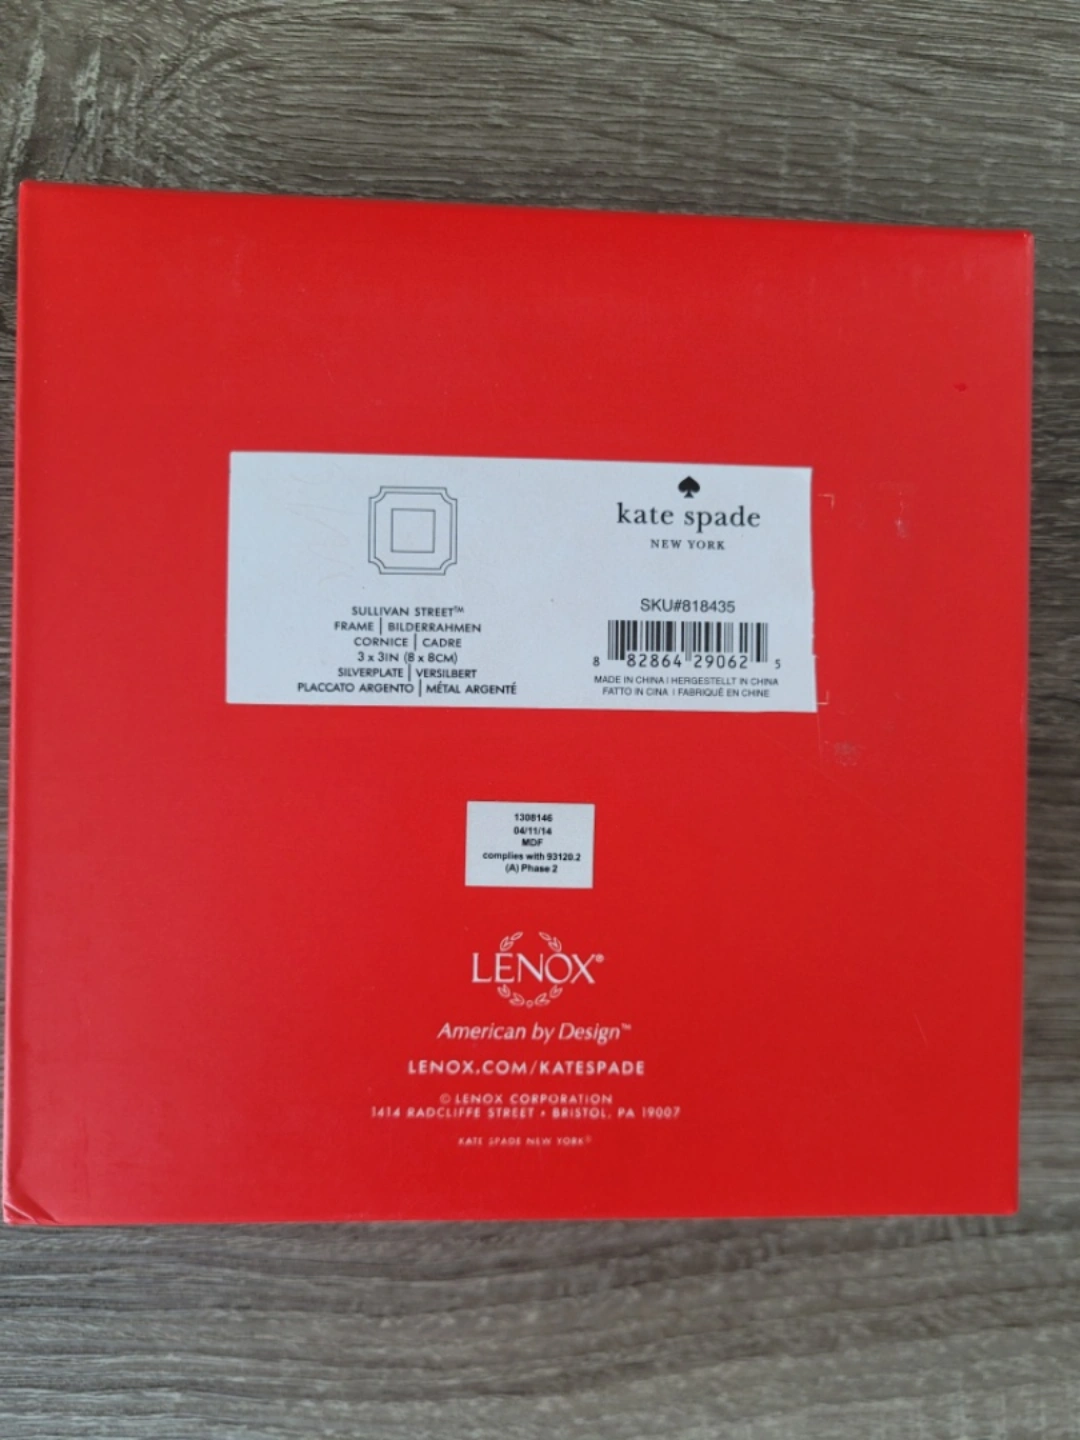 SULLIVAN STREET™
FRAME | BILDERRAHMEN
CORNICE | CADRE
3 x 3IN (8 x 8CM)
SILVERPLATE | VERSILBERT
PLACCATO ARGENTO | MÉTAL ARGENTÉ
kate spade
NEW YORK
SKU#818435
8 82864 29062 5
MADE IN CHINA | HERGESTELLT IN CHINA
FATTO IN CINA | FABRIQUÉ EN CHINE
1308146
04/11/14
MDF
complies with 93120.2
(A) Phase 2
LENOX®
American by Design™
LENOX.COM/KATESPADE
© LENOX CORPORATION
1414 RADCLIFFE STREET • BRISTOL, PA 19007
KATE SPADE NEW YORK®